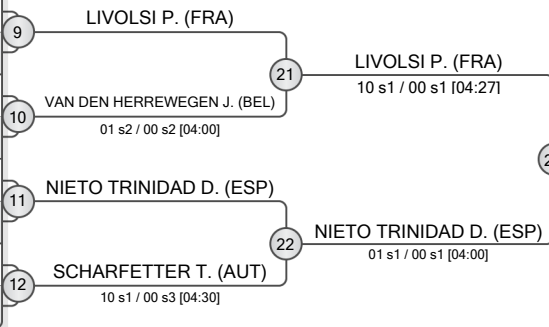 9
LIVOLSI P. (FRA)
21
LIVOLSI P. (FRA)
10 s1 / 00 s1 [04:27]
10
VAN DEN HERREWEGEN J. (BEL)
01 s2 / 00 s2 [04:00]
11
NIETO TRINIDAD D. (ESP)
22
NIETO TRINIDAD D. (ESP)
01 s1 / 00 s1 [04:00]
12
SCHARFETTER T. (AUT)
10 s1 / 00 s3 [04:30]